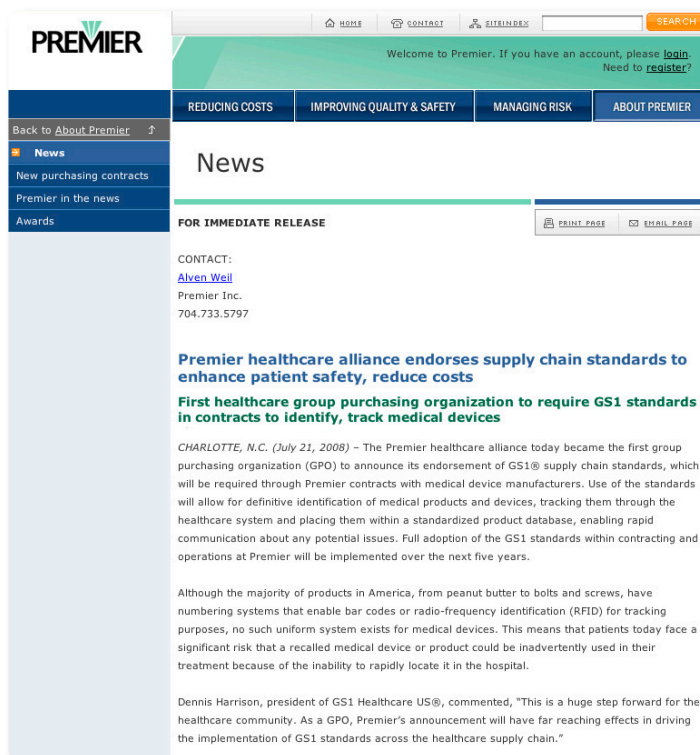 PREMIER
HOME CONTACT SITEINDEX SEARCH
Welcome to Premier. If you have an account, please login.
Need to register?
REDUCING COSTS IMPROVING QUALITY & SAFETY MANAGING RISK ABOUT PREMIER
Back to About Premier
News
New purchasing contracts
Premier in the news
Awards
News
FOR IMMEDIATE RELEASE
PRINT PAGE EMAIL PAGE
CONTACT:
Alven Weil
Premier Inc.
704.733.5797
Premier healthcare alliance endorses supply chain standards to
enhance patient safety, reduce costs
First healthcare group purchasing organization to require GS1 standards
in contracts to identify, track medical devices
CHARLOTTE, N.C. (July 21, 2008) – The Premier healthcare alliance today became the first group
purchasing organization (GPO) to announce its endorsement of GS1® supply chain standards, which
will be required through Premier contracts with medical device manufacturers. Use of the standards
will allow for definitive identification of medical products and devices, tracking them through the
healthcare system and placing them within a standardized product database, enabling rapid
communication about any potential issues. Full adoption of the GS1 standards within contracting and
operations at Premier will be implemented over the next five years.
Although the majority of products in America, from peanut butter to bolts and screws, have
numbering systems that enable bar codes or radio-frequency identification (RFID) for tracking
purposes, no such uniform system exists for medical devices. This means that patients today face a
significant risk that a recalled medical device or product could be inadvertently used in their
treatment because of the inability to rapidly locate it in the hospital.
Dennis Harrison, president of GS1 Healthcare US®, commented, “This is a huge step forward for the
healthcare community. As a GPO, Premier’s announcement will have far reaching effects in driving
the implementation of GS1 standards across the healthcare supply chain.”